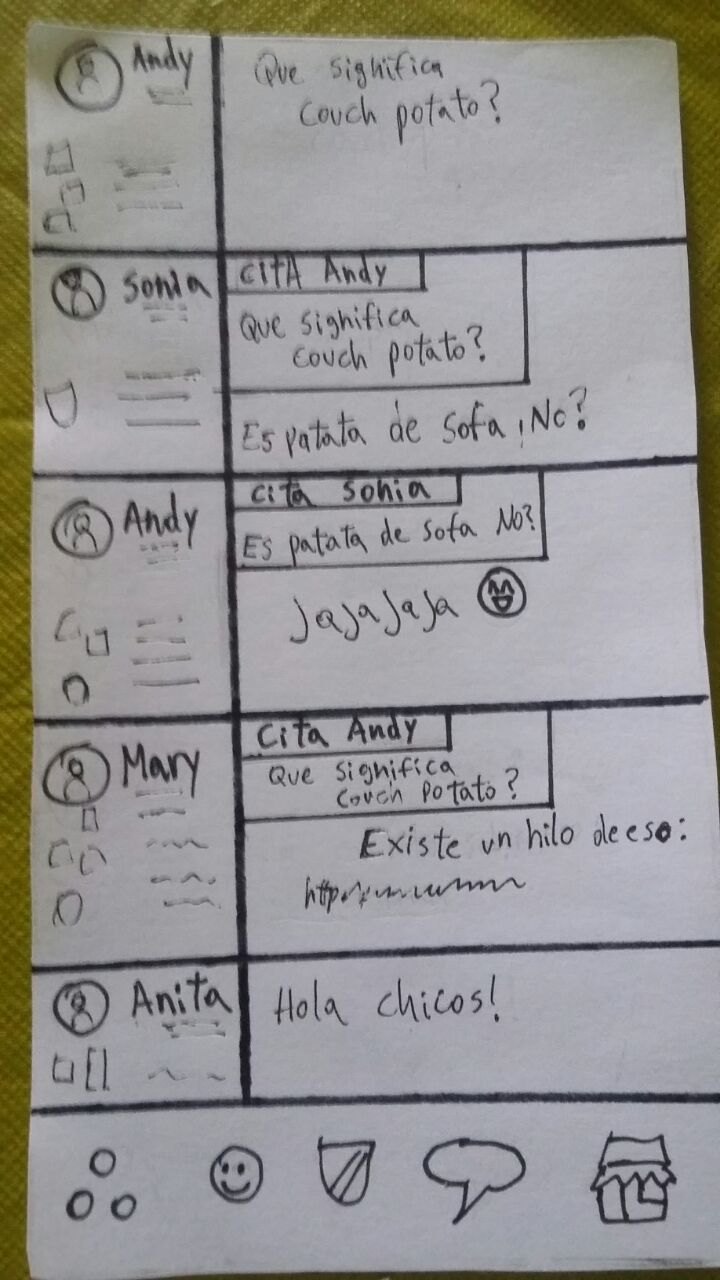 Andy
Que significa
couch potato?
Sonia
CitA Andy
Que significa
couch potato?
Es patata de sofa ¡No?
Andy
cita Sonia
Es patata de sofa No?
jajajaja
Mary
Cita Andy
Que significa
couch potato?
Existe un hilo de eso:
http
Anita
Hola chicos!